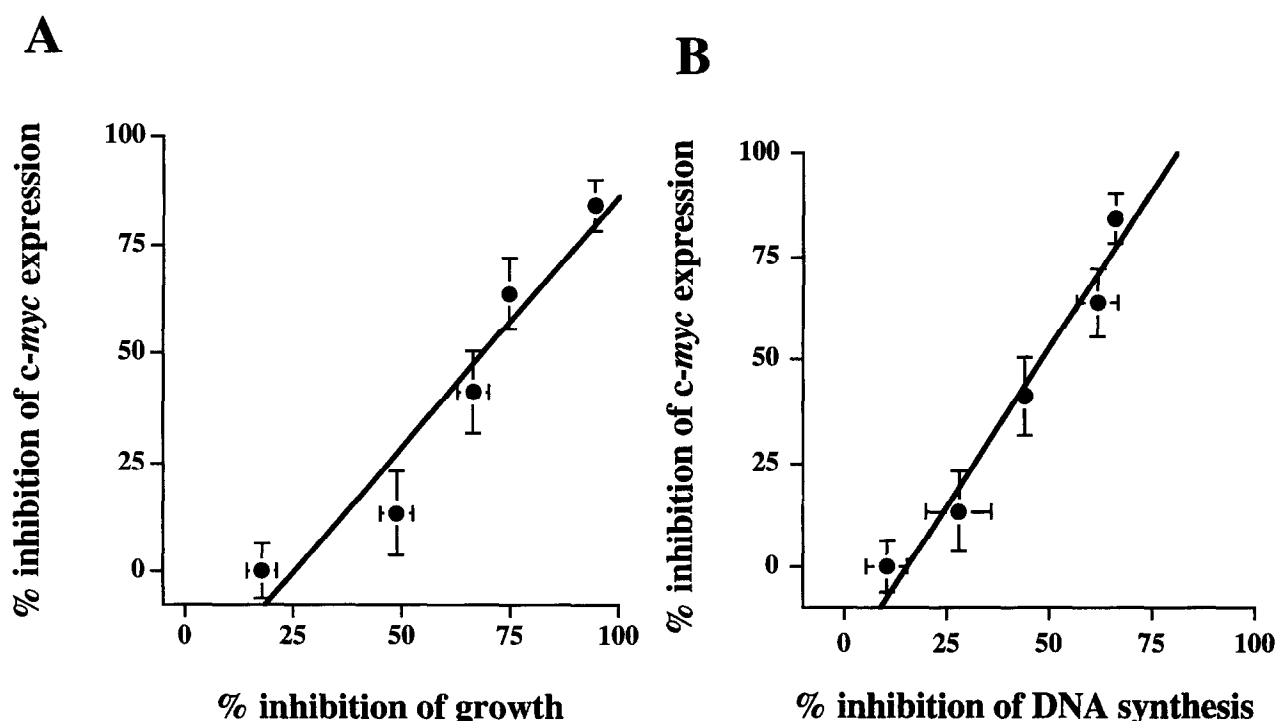 A
% inhibition of c-myc expression
100
75
50
25
0
0 25 50 75 100
% inhibition of growth
B
% inhibition of c-myc expression
100
75
50
25
0
0 25 50 75 100
% inhibition of DNA synthesis